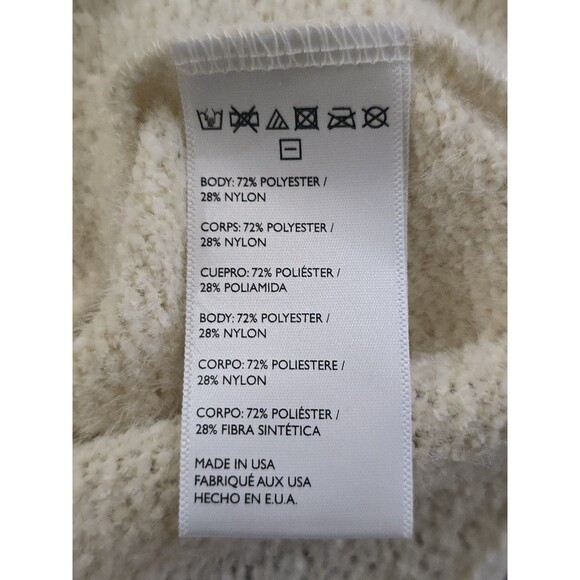 BODY: 72% POLYESTER /
28% NYLON
CORPS: 72% POLYESTER /
28% NYLON
CUEPRO: 72% POLIÉSTER /
28% POLIAMIDA
BODY: 72% POLYESTER /
28% NYLON
CORPO: 72% POLIESTERE /
28% NYLON
CORPO: 72% POLIÉSTER /
28% FIBRA SINTÉTICA
MADE IN USA
FABRIQUÉ AUX USA
HECHO EN E.U.A.